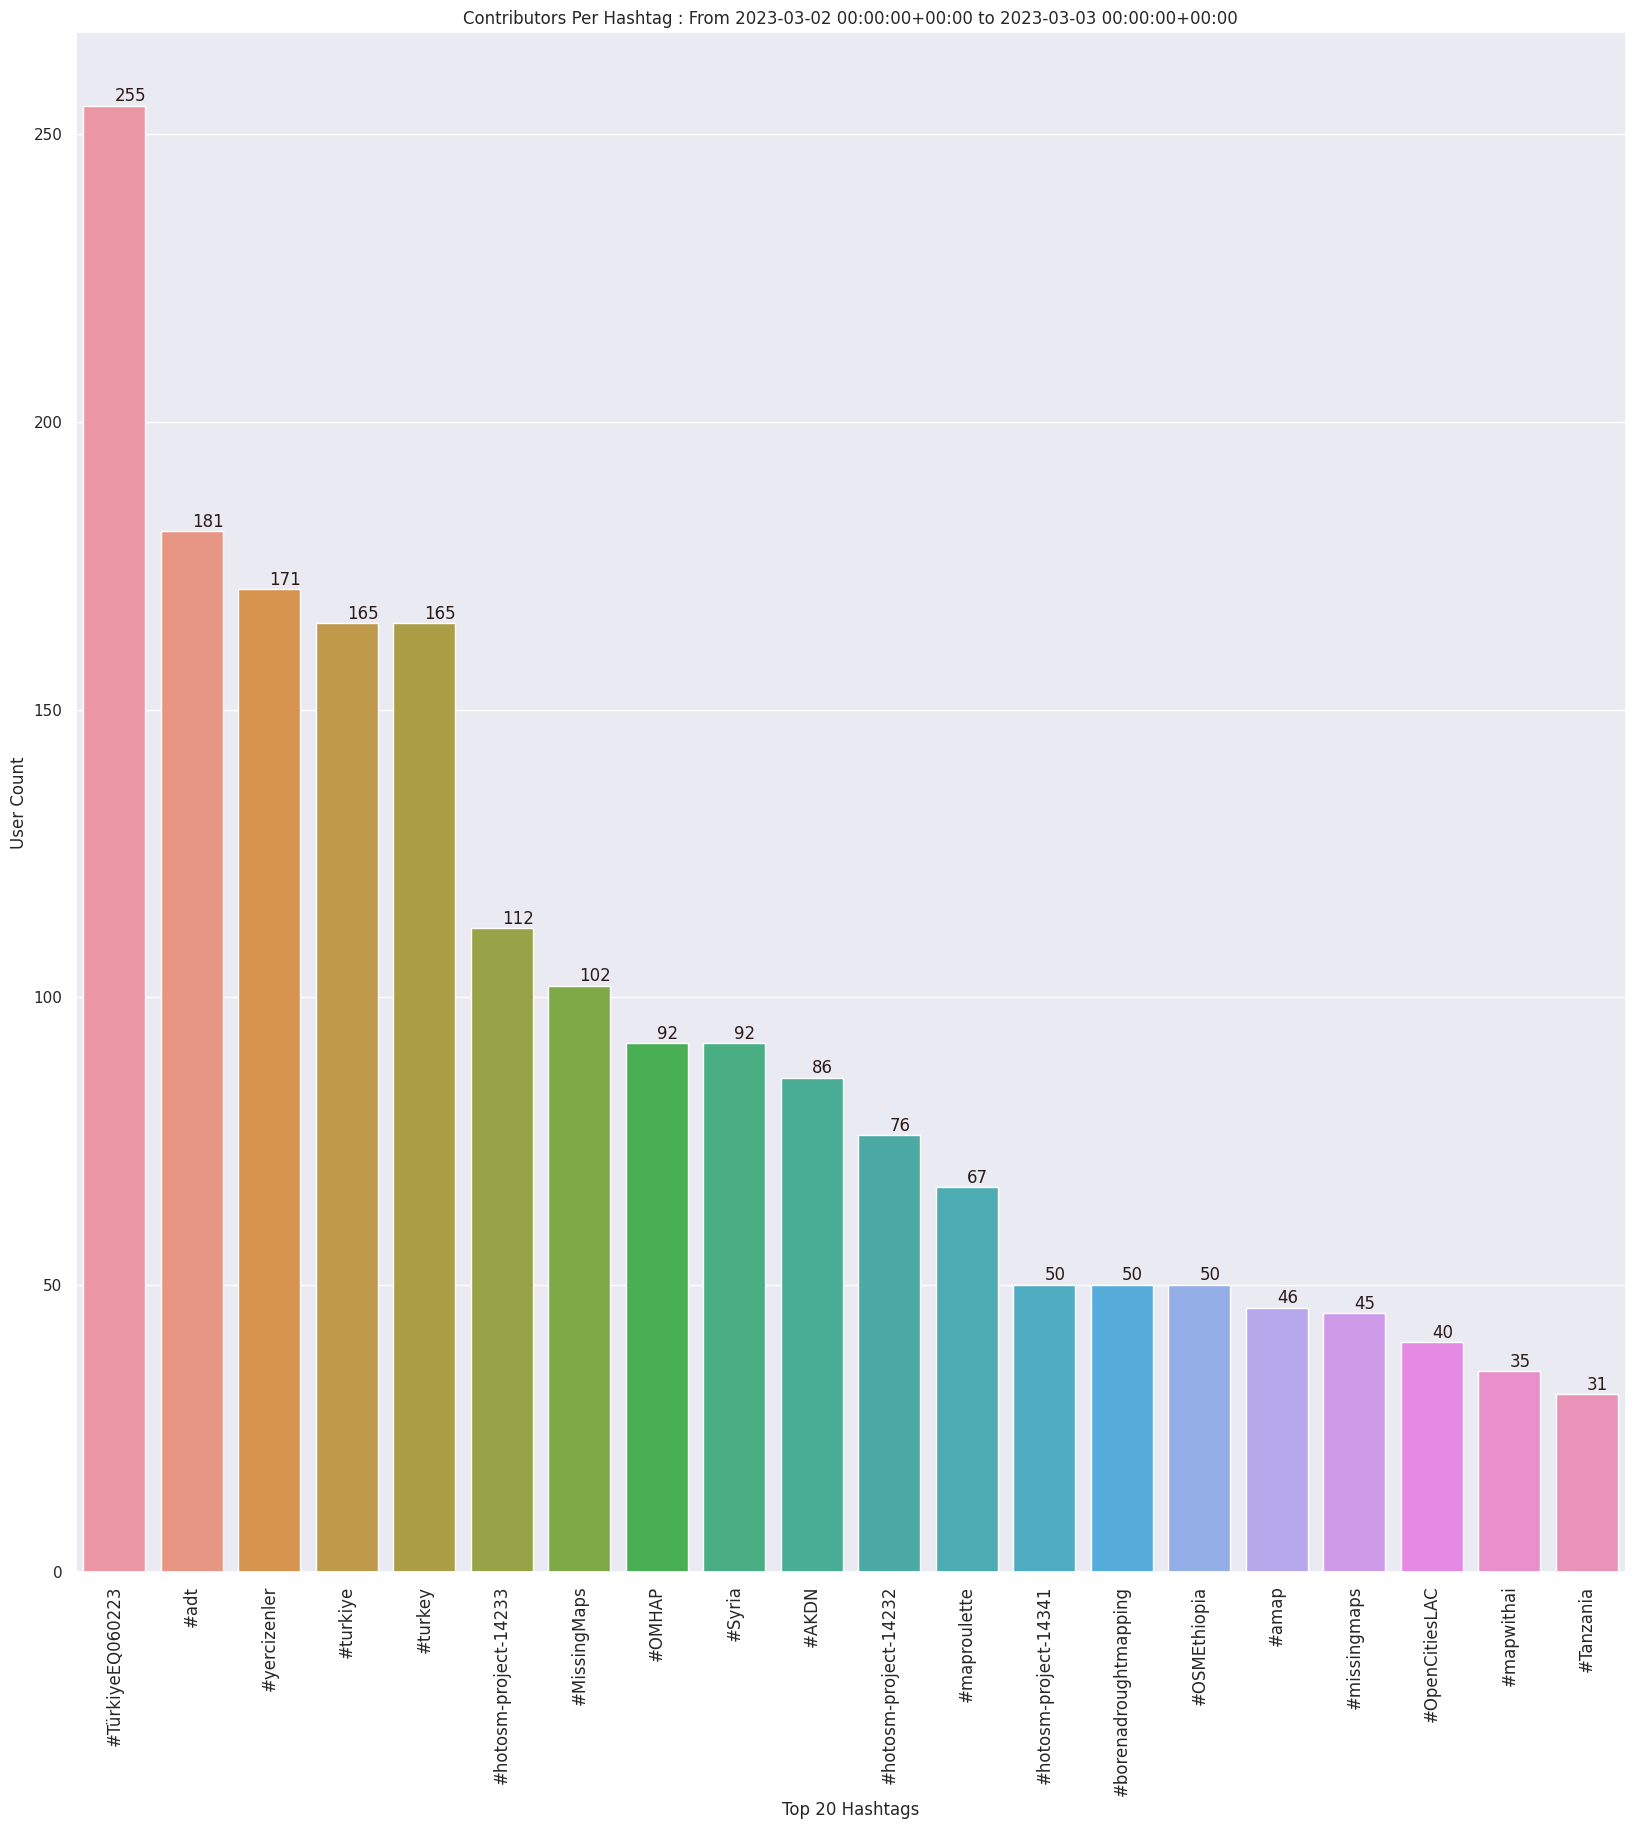 Contributors Per Hashtag : From 2023-03-02 00:00:00+00:00 to 2023-03-03 00:00:00+00:00
User Count
250
200
150
100
50
0
255
181
171
165
165
112
102
92
92
86
76
67
50
50
50
46
45
40
35
31
#TürkiyeEQ060223
#adt
#yercizenler
#turkiye
#turkey
#hotosm-project-14233
#MissingMaps
#OMHAP
#Syria
#AKDN
#hotosm-project-14232
#maproulette
#hotosm-project-14341
#borenadroughtmapping
#OSMEthiopia
#amap
#missingmaps
#OpenCitiesLAC
#mapwithai
#Tanzania
Top 20 Hashtags